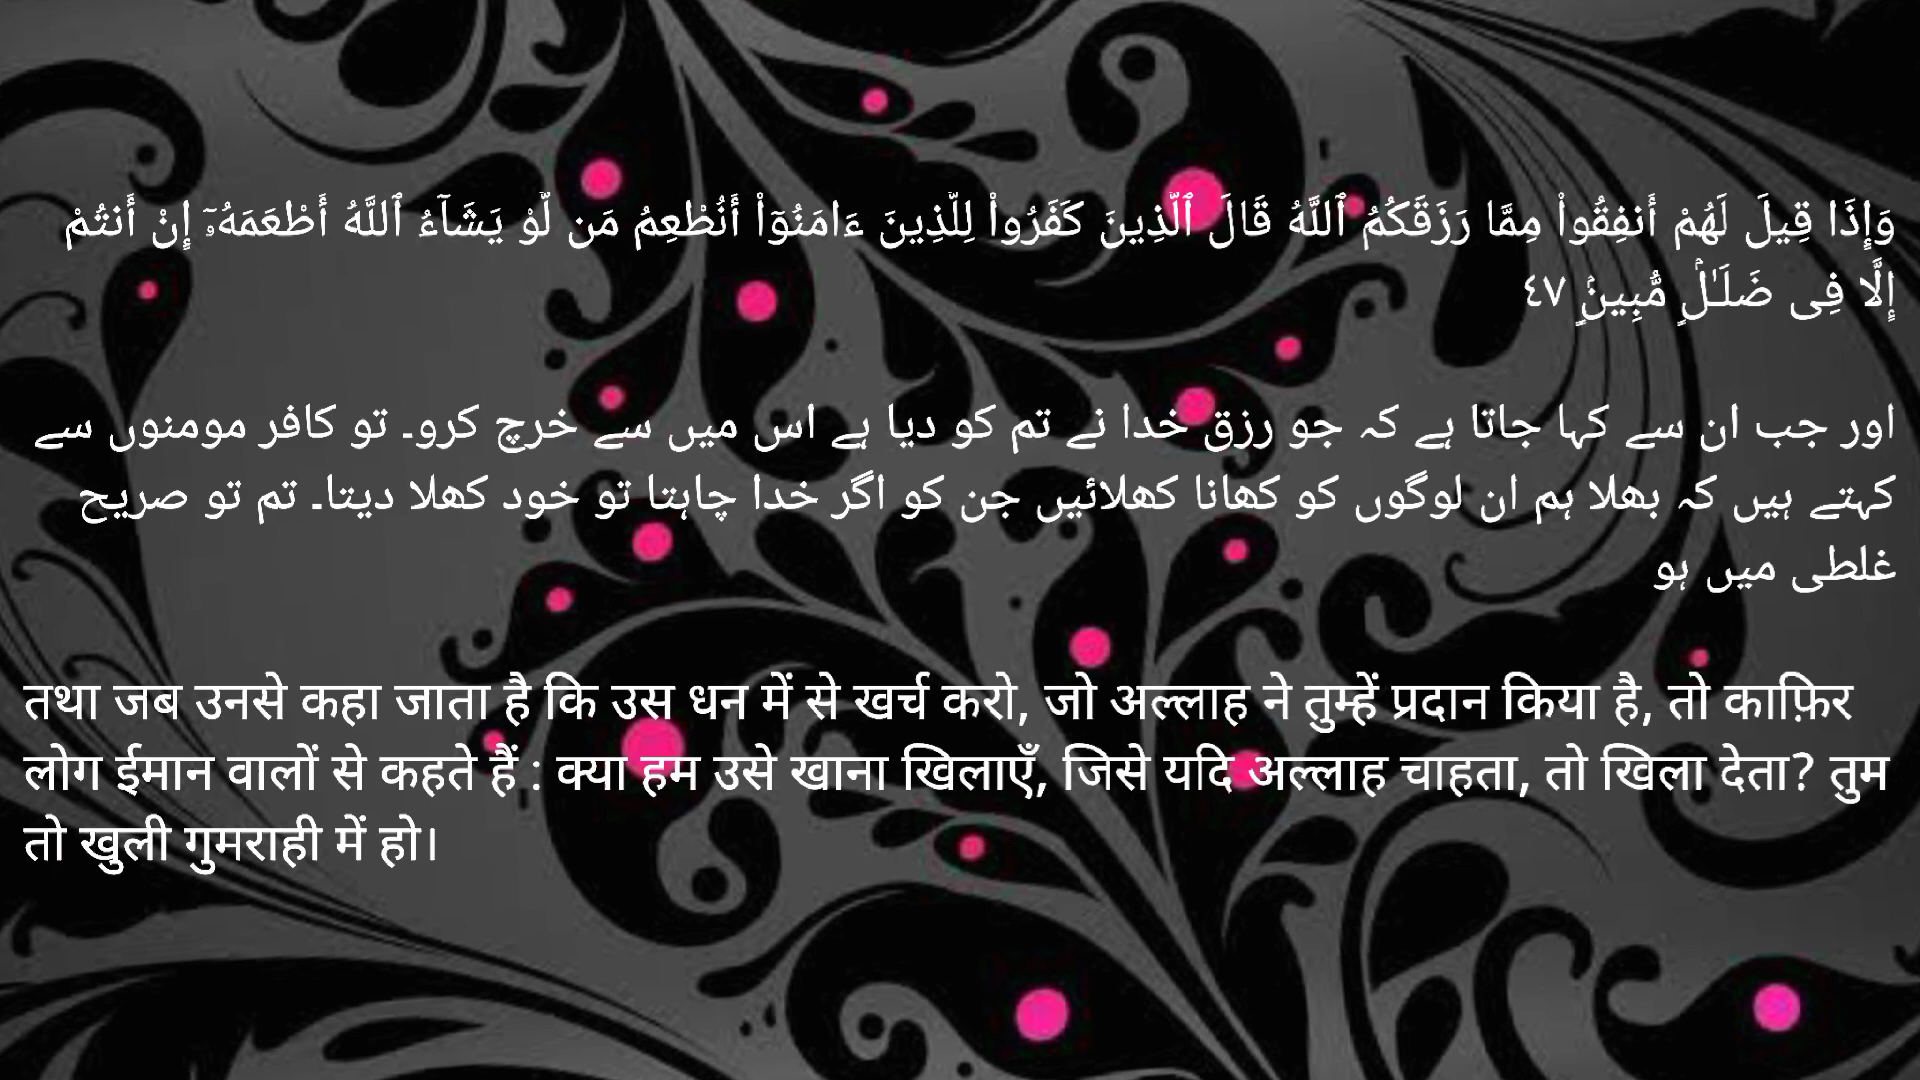 وَإِذَا قِيلَ لَهُمْ أَنفِقُوا۟ مِمَّا رَزَقَكُمُ ٱللَّهُ قَالَ ٱلَّذِينَ كَفَرُوا۟ لِلَّذِينَ ءَامَنُوٓا۟ أَنُطْعِمُ مَن لَّوْ يَشَآءُ ٱللَّهُ أَطْعَمَهُۥٓ إِنْ أَنتُمْ
إِلَّا فِى ضَلَـٰلٍۢ مُّبِينٍۢ ٤٧
اور جب ان سے کہا جاتا ہے کہ جو رزق خدا نے تم کو دیا ہے اس میں سے خرچ کرو۔ تو کافر مومنوں سے
کہتے ہیں کہ بھلا ہم ان لوگوں کو کھانا کھلائیں جن کو اگر خدا چاہتا تو خود کھلا دیتا۔ تم تو صریح
غلطی میں ہو
तथा जब उनसे कहा जाता है कि उस धन में से खर्च करो, जो अल्लाह ने तुम्हें प्रदान किया है, तो काफ़िर
लोग ईमान वालों से कहते हैं : क्या हम उसे खाना खिलाएँ, जिसे यदि अल्लाह चाहता, तो खिला देता? तुम
तो खुली गुमराही में हो।